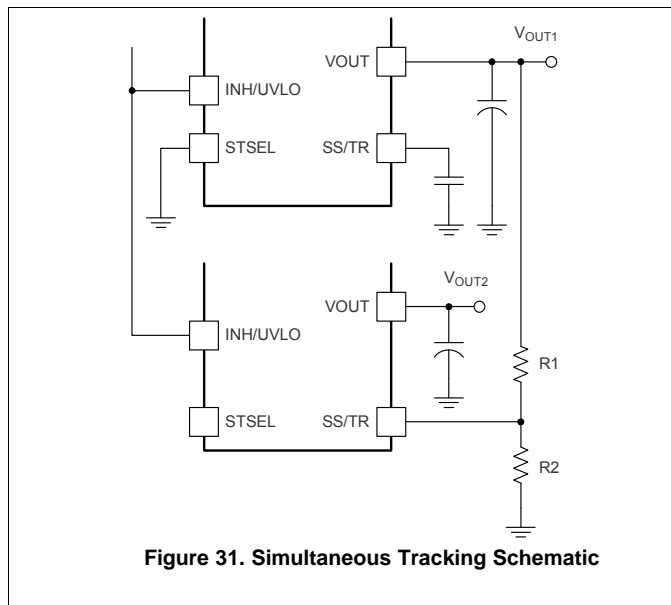 VOUT
VOUT1
INH/UVLO
STSEL
SS/TR
VOUT2
VOUT
INH/UVLO
R1
STSEL
SS/TR
R2
Figure 31. Simultaneous Tracking Schematic